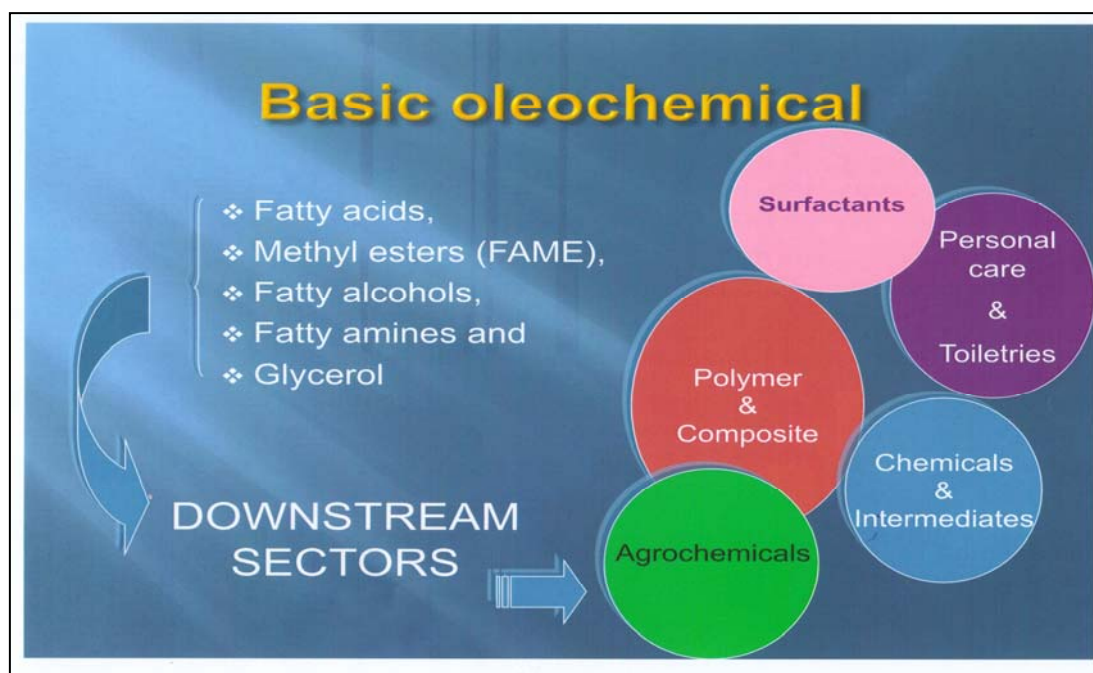 Basic oleochemical
❖ Fatty acids,
❖ Methyl esters (FAME),
❖ Fatty alcohols,
❖ Fatty amines and
❖ Glycerol
DOWNSTREAM
SECTORS
Surfactants
Personal
care
&
Toiletries
Polymer
&
Composite
Chemicals
&
Intermediates
Agrochemicals